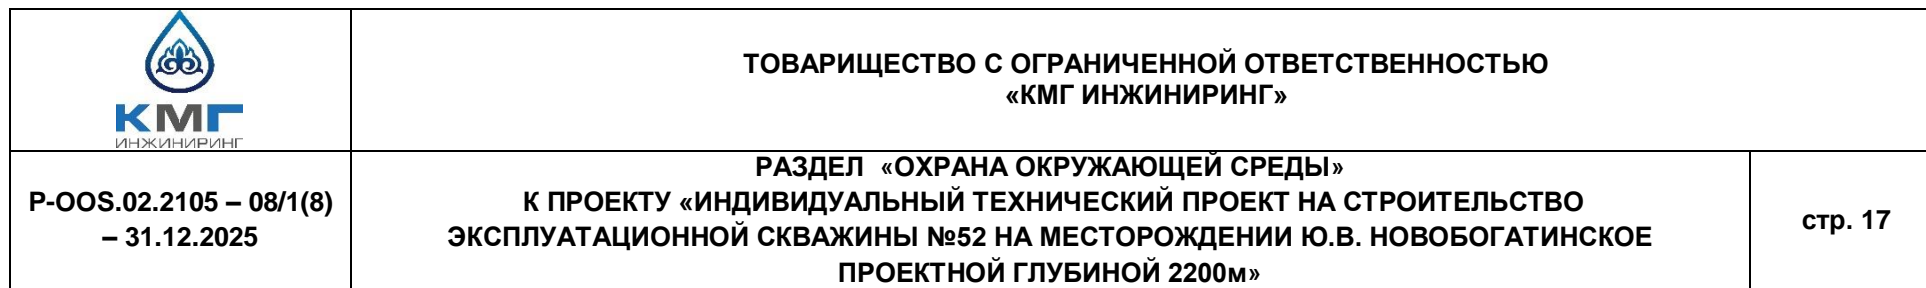 КМГ
ИНЖИНИРИНГ
ТОВАРИЩЕСТВО С ОГРАНИЧЕННОЙ ОТВЕТСТВЕННОСТЬЮ
«КМГ ИНЖИНИРИНГ»
P-OOS.02.2105 – 08/1(8)
– 31.12.2025
РАЗДЕЛ «ОХРАНА ОКРУЖАЮЩЕЙ СРЕДЫ»
К ПРОЕКТУ «ИНДИВИДУАЛЬНЫЙ ТЕХНИЧЕСКИЙ ПРОЕКТ НА СТРОИТЕЛЬСТВО
ЭКСПЛУАТАЦИОННОЙ СКВАЖИНЫ №52 НА МЕСТОРОЖДЕНИИ Ю.В. НОВОБОГАТИНСКОЕ
ПРОЕКТНОЙ ГЛУБИНОЙ 2200м»
стр. 17